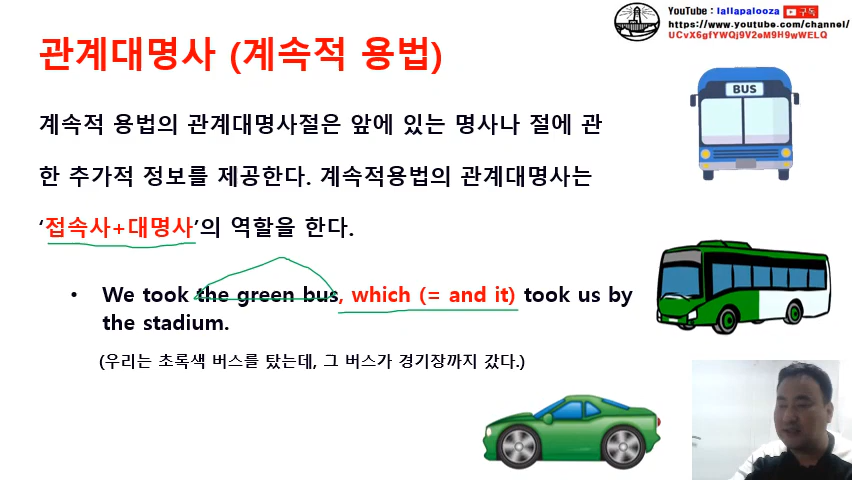 YouTube : lallapalooza 구독
https://www.youtube.com/channel/
UCvX6gfYWQj9V2eM9H9wWELQ
관계대명사 (계속적 용법)
BUS
계속적 용법의 관계대명사절은 앞에 있는 명사나 절에 관
한 추가적 정보를 제공한다. 계속적용법의 관계대명사는
‘접속사+대명사’의 역할을 한다.
• We took the green bus, which (= and it) took us by
the stadium.
(우리는 초록색 버스를 탔는데, 그 버스가 경기장까지 갔다.)